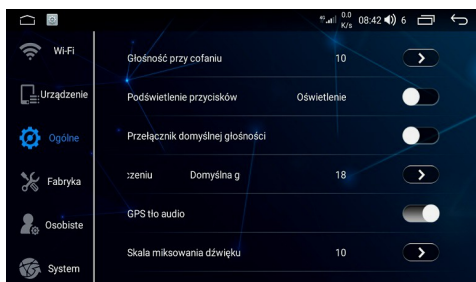 4G 0.0 K/s 08:42 6
Wi-Fi
Głośność przy cofaniu 10
Urządzenie
Podświetlenie przycisków Oświetlenie
Ogólne
Przełącznik domyślnej głośności
Fabryka
:zeniu Domyślna g 18
Osobiste
GPS tło audio
System
Skala miksowania dźwięku 10